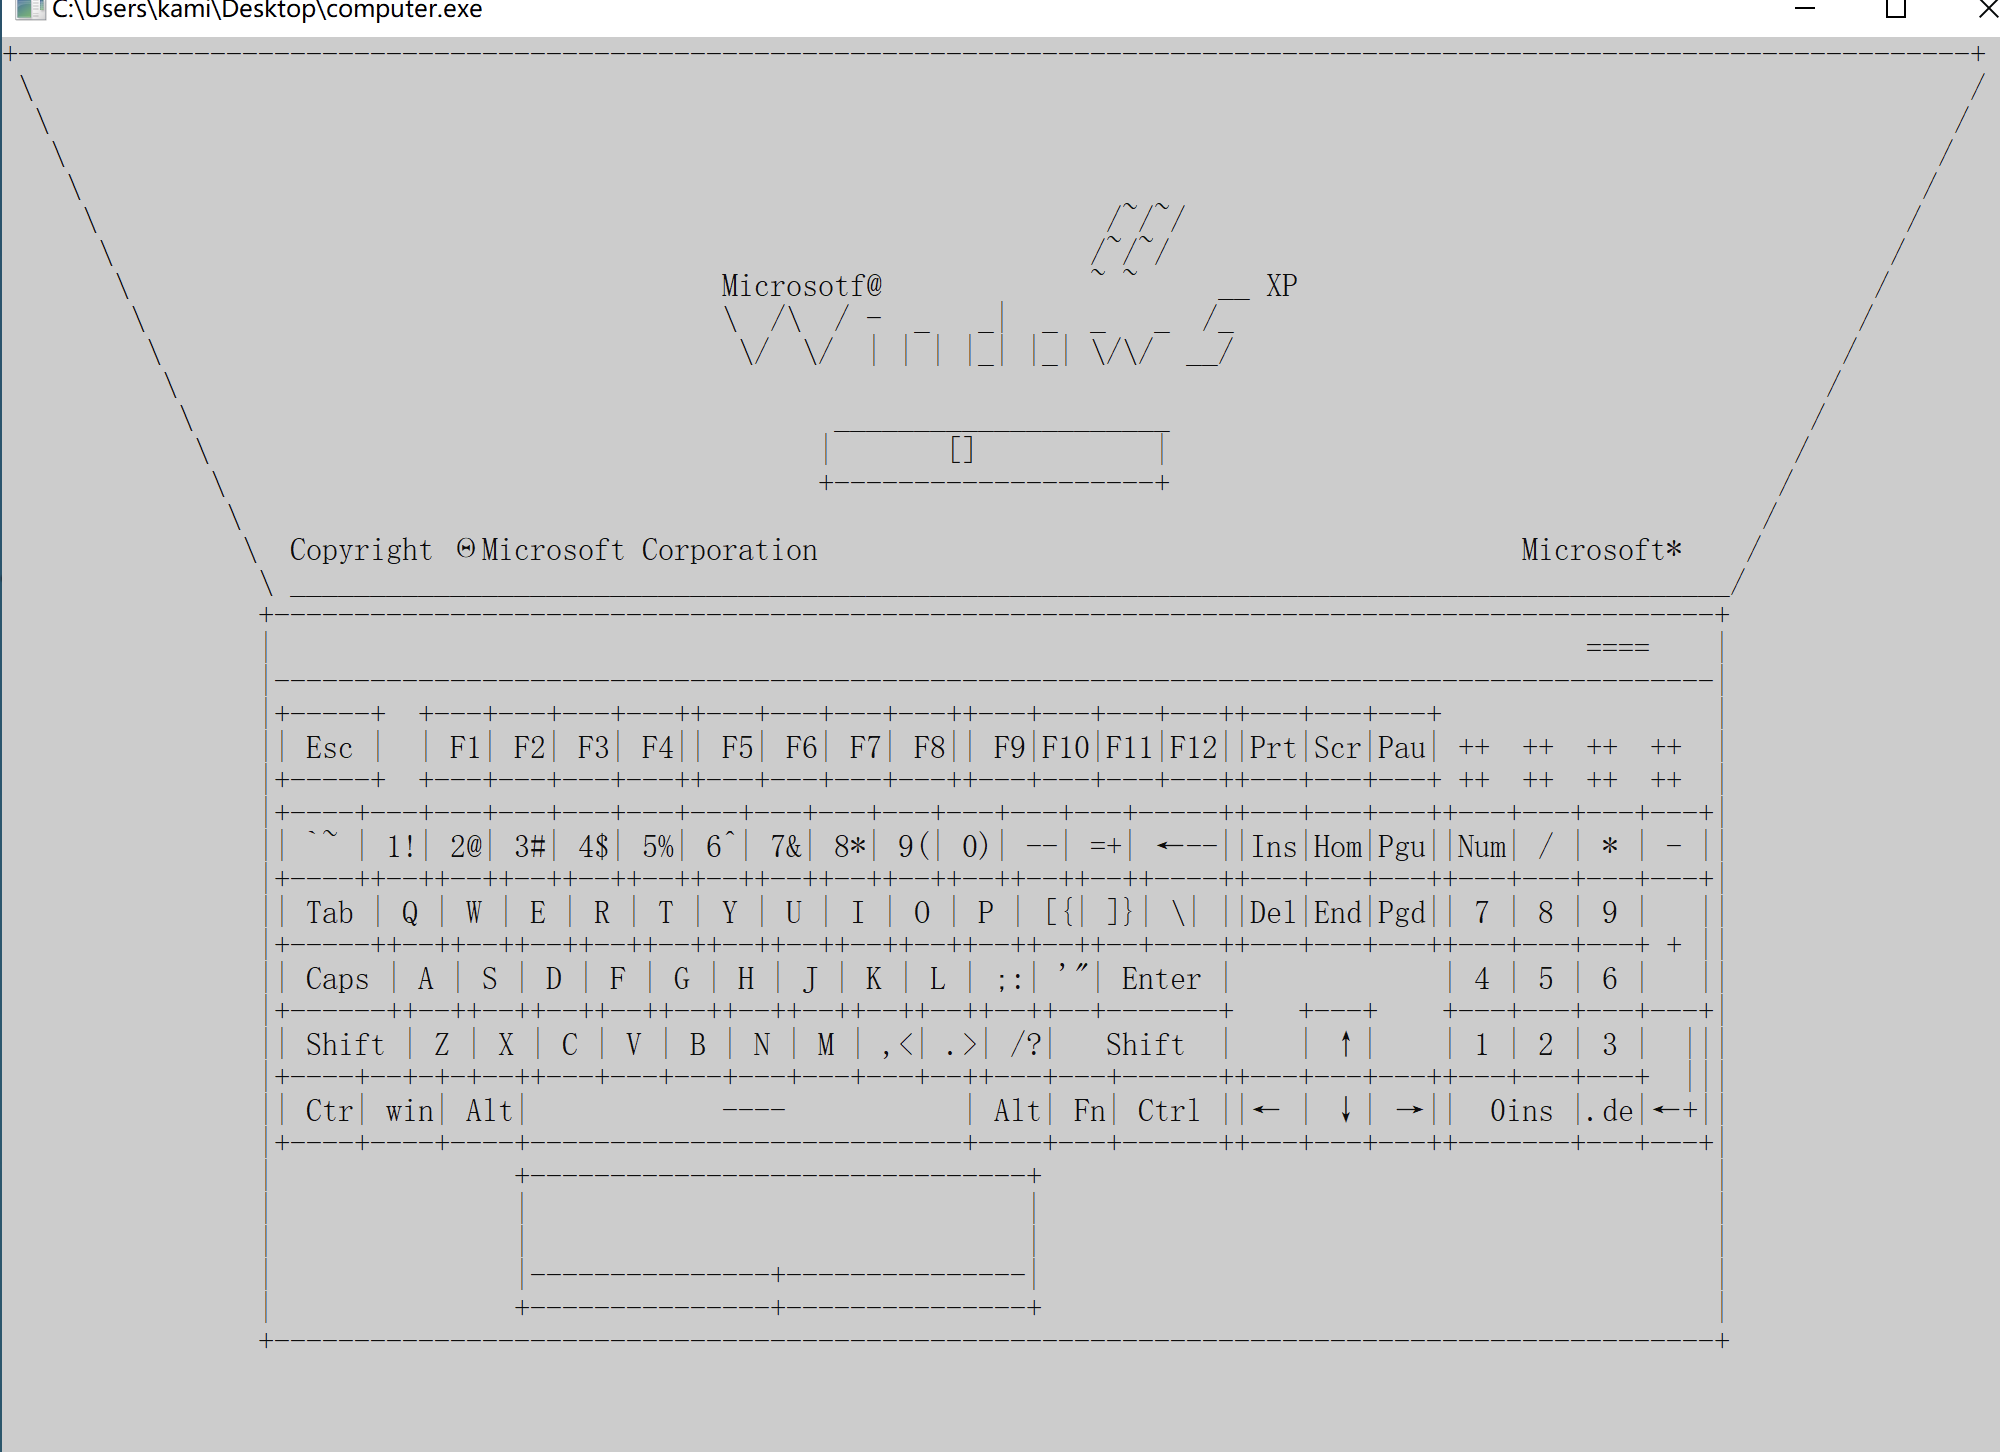 C:\Users\kami\Desktop\computer.exe
Microsotf@
XP
Windows
[]
Copyright ΘMicrosoft Corporation Microsoft*
====
| Esc | | F1| F2| F3| F4|| F5| F6| F7| F8|| F9|F10|F11|F12||Prt|Scr|Pau| ++ ++ ++ ++
++ ++ ++ ++
| `~ | 1!| 2@| 3#| 4$| 5%| 6^| 7&| 8*| 9(| 0)| --| =+| ←--||Ins|Hom|Pgu||Num| / | * | - |
| Tab | Q | W | E | R | T | Y | U | I | O | P | [{| ]}| \| ||Del|End|Pgd|| 7 | 8 | 9 | |
+
| Caps | A | S | D | F | G | H | J | K | L | ;:| '"| Enter | | 4 | 5 | 6 | |
| Shift | Z | X | C | V | B | N | M | ,<| .>| /?| Shift | | ↑ | | 1 | 2 | 3 | |
| Ctr| win| Alt| ---- | Alt| Fn| Ctrl ||← | ↓ | →|| 0ins |.de|←+|